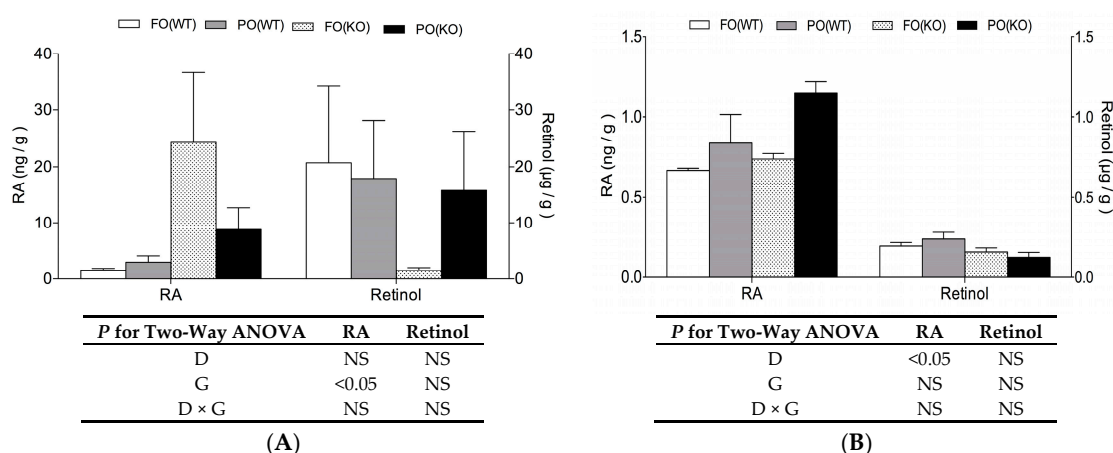 FO(WT) PO(WT) FO(KO) PO(KO)
40
30
20
10
0
RA (ng / g)
40
30
20
10
0
Retinol (µg / g)
RA Retinol
P for Two-Way ANOVA RA Retinol
D NS NS
G <0.05 NS
D × G NS NS
(A)
FO(WT) PO(WT) FO(KO) PO(KO)
1.5
1.0
0.5
0.0
RA (ng / g)
1.5
1.0
0.5
0.0
Retinol (µg / g )
RA Retinol
P for Two-Way ANOVA RA Retinol
D <0.05 NS
G NS NS
D × G NS NS
(B)